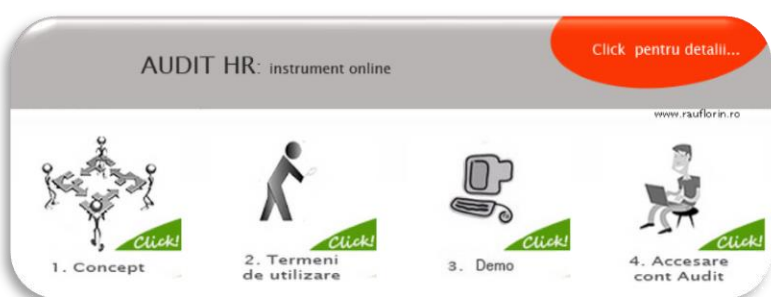 AUDIT HR: instrument online
Click pentru detalii...
www.rauflorin.ro
Click!
1. Concept
Click!
2. Termeni
de utilizare
Click!
3. Demo
Click!
4. Accesare
cont Audit